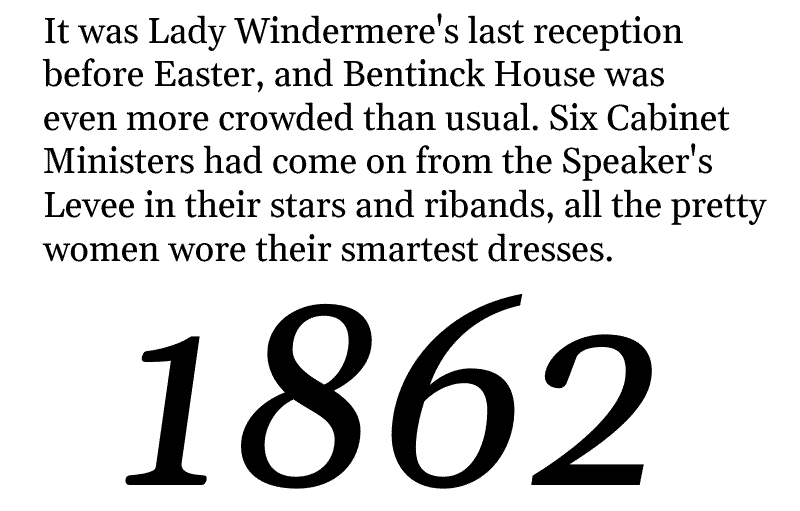 It was Lady Windermere's last reception
before Easter, and Bentinck House was
even more crowded than usual. Six Cabinet
Ministers had come on from the Speaker's
Levee in their stars and ribands, all the pretty
women wore their smartest dresses.
1862